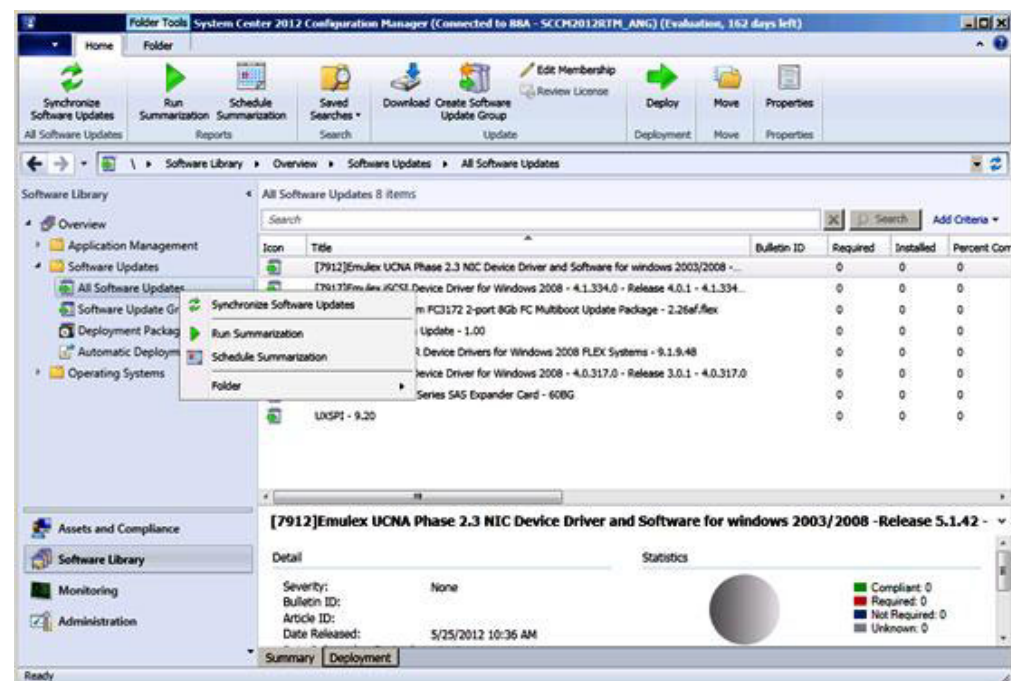 Folder Tools System Center 2012 Configuration Manager (Connected to BBA - SCCM2012RTM_ANG) (Evaluation, 162 days left)
Home Folder
Synchronize Software Updates
Run Summarization
Schedule Summarization
Saved Searches
Download
Create Software Update Group
Edit Membership
Review License
Deploy
Move
Properties
All Software Updates Reports Search Update Deployment Move Properties
\ Software Library Overview Software Updates All Software Updates
Software Library
All Software Updates 8 items
Search
Search
Add Criteria
Icon Title Bulletin ID Required Installed Percent Com
Overview
Application Management
Software Updates
All Software Updates
Software Update Gr
Deployment Packag
Automatic Deploym
Operating Systems
Synchronize Software Updates
Run Summarization
Schedule Summarization
Folder
[7912]Emulex UCNA Phase 2.3 NIC Device Driver and Software for windows 2003/2008 -... 0 0 0
[7912]Emulex iSCSI Device Driver for Windows 2008 - 4.1.334.0 - Release 4.0.1 - 4.1.334... 0 0 0
m FC3172 2-port 8Gb FC Multiboot Update Package - 2.26af.flex 0 0 0
Update - 1.00 0 0 0
Device Drivers for Windows 2008 FLEX Systems - 9.1.9.48 0 0 0
evice Driver for Windows 2008 - 4.0.317.0 - Release 3.0.1 - 4.0.317.0 0 0 0
Series SAS Expander Card - 60BG 0 0 0
UXSPI - 9.20 0 0 0
Assets and Compliance
Software Library
Monitoring
Administration
[7912]Emulex UCNA Phase 2.3 NIC Device Driver and Software for windows 2003/2008 -Release 5.1.42 -
Detail
Severity: None
Bulletin ID:
Article ID:
Date Released: 5/25/2012 10:36 AM
Statistics
Compliant: 0
Required: 0
Not Required: 0
Unknown: 0
Summary Deployment
Ready